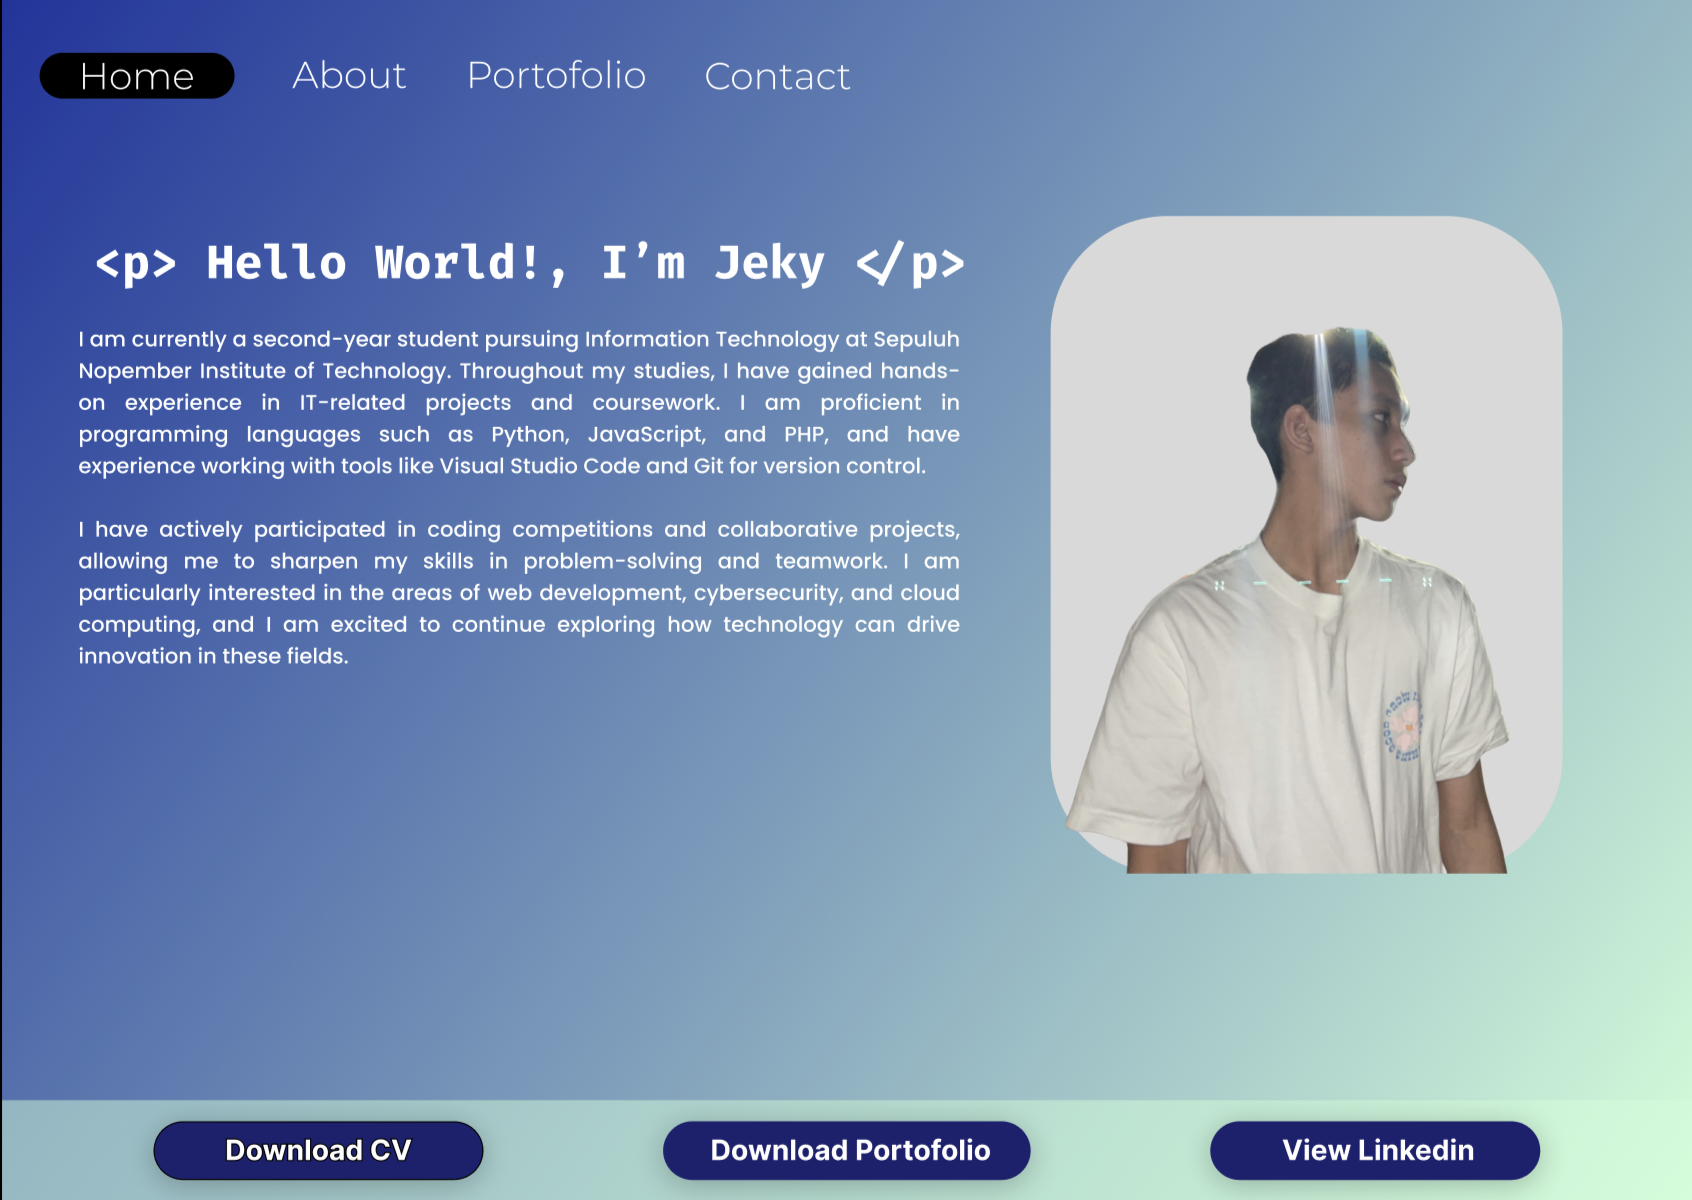 Home About Portofolio Contact
<p> Hello World!, I'm Jeky </p>
I am currently a second-year student pursuing Information Technology at Sepuluh
Nopember Institute of Technology. Throughout my studies, I have gained hands-
on experience in IT-related projects and coursework. I am proficient in
programming languages such as Python, JavaScript, and PHP, and have
experience working with tools like Visual Studio Code and Git for version control.
I have actively participated in coding competitions and collaborative projects,
allowing me to sharpen my skills in problem-solving and teamwork. I am
particularly interested in the areas of web development, cybersecurity, and cloud
computing, and I am excited to continue exploring how technology can drive
innovation in these fields.
Download CV Download Portofolio View Linkedin